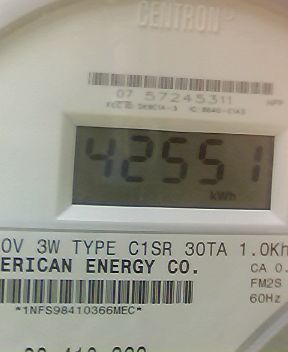 CENTRON
07 57245311
42551
kWh
0V 3W TYPE C1SR 30TA 1.0Kh
ERICAN ENERGY CO.
CA 0.
FM2S
60Hz
*1NFS98410366MEC*